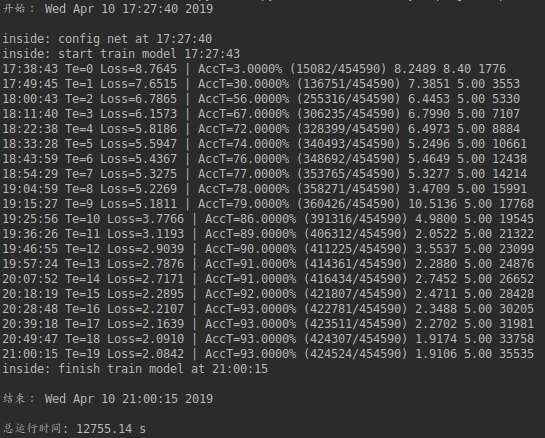 开始： Wed Apr 10 17:27:40 2019
inside: config net at 17:27:40
inside: start train model 17:27:43
17:38:43 Te=0 Loss=8.7645 | AccT=3.0000% (15082/454590) 8.2489 8.40 1776
17:49:45 Te=1 Loss=7.6515 | AccT=30.0000% (136751/454590) 7.3851 5.00 3553
18:00:43 Te=2 Loss=6.7865 | AccT=56.0000% (255316/454590) 6.4453 5.00 5330
18:11:40 Te=3 Loss=6.1573 | AccT=67.0000% (306235/454590) 6.7990 5.00 7107
18:22:38 Te=4 Loss=5.8186 | AccT=72.0000% (328399/454590) 6.4973 5.00 8884
18:33:28 Te=5 Loss=5.5947 | AccT=74.0000% (340493/454590) 5.2496 5.00 10661
18:43:59 Te=6 Loss=5.4367 | AccT=76.0000% (348692/454590) 5.4649 5.00 12438
18:54:29 Te=7 Loss=5.3275 | AccT=77.0000% (353765/454590) 5.3277 5.00 14214
19:04:59 Te=8 Loss=5.2269 | AccT=78.0000% (358271/454590) 3.4709 5.00 15991
19:15:27 Te=9 Loss=5.1811 | AccT=79.0000% (360426/454590) 10.5136 5.00 17768
19:25:56 Te=10 Loss=3.7766 | AccT=86.0000% (391316/454590) 4.9800 5.00 19545
19:36:26 Te=11 Loss=3.1193 | AccT=89.0000% (406312/454590) 2.0522 5.00 21322
19:46:55 Te=12 Loss=2.9039 | AccT=90.0000% (411225/454590) 3.5537 5.00 23099
19:57:24 Te=13 Loss=2.7876 | AccT=91.0000% (414361/454590) 2.2880 5.00 24876
20:07:52 Te=14 Loss=2.7171 | AccT=91.0000% (416434/454590) 2.7452 5.00 26652
20:18:19 Te=15 Loss=2.2895 | AccT=92.0000% (421807/454590) 2.4711 5.00 28428
20:28:48 Te=16 Loss=2.2107 | AccT=93.0000% (422781/454590) 2.3488 5.00 30205
20:39:18 Te=17 Loss=2.1639 | AccT=93.0000% (423511/454590) 2.2702 5.00 31981
20:49:47 Te=18 Loss=2.0910 | AccT=93.0000% (424307/454590) 1.9174 5.00 33758
21:00:15 Te=19 Loss=2.0842 | AccT=93.0000% (424524/454590) 1.9106 5.00 35535
inside: finish train model at 21:00:15
结束： Wed Apr 10 21:00:15 2019
总运行时间: 12755.14 s